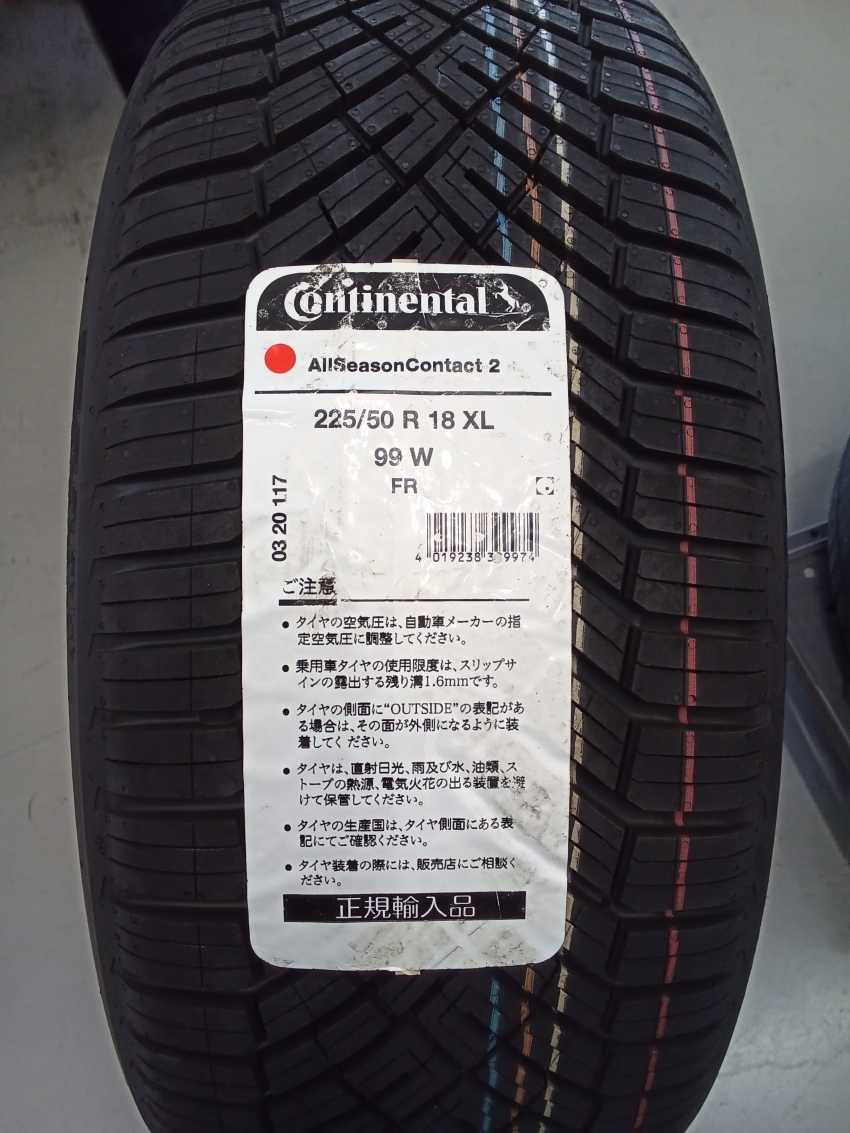 Continental
AllSeasonContact 2
225/50 R 18 XL
99 W
FR
03 20 117
4 019238 3
ご注意
● タイヤの空気圧は、自動車メーカーの指
定空気圧に調整してください。
● 乗用車タイヤの使用限度は、スリップサ
インの露出する残り溝1.6mmです。
● タイヤの側面に“OUTSIDE”の表記があ
る場合は、その面が外側になるように装
着してください。
● タイヤは、直射日光、雨及び水、油類、ス
トーブの熱源、電気火花の出る装置を避
けて保管してください。
● タイヤの生産国は、タイヤ側面にある表
記にてご確認ください。
● タイヤ装着の際には、販売店にご相談く
ださい。
正規輸入品